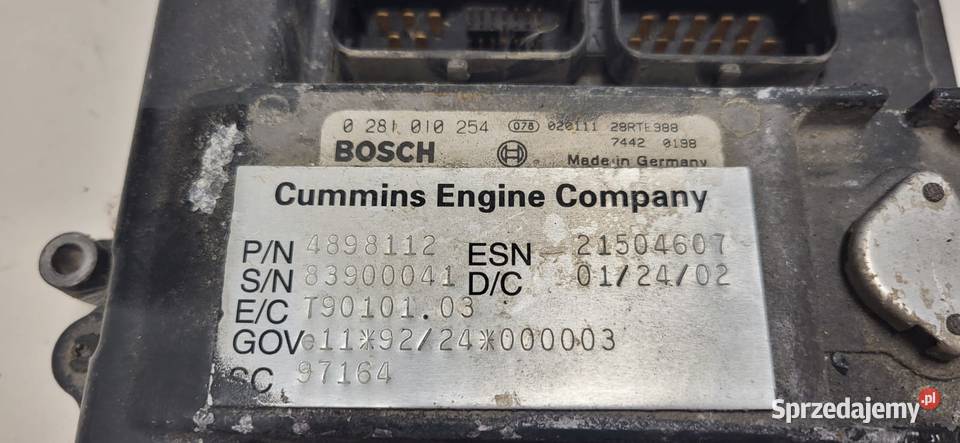 0 281 010 254 078 020111 28RTE988
7442 0198
BOSCH
Made in Germany
Cummins Engine Company
P/N 4898112 ESN 21504607
S/N 83900041 D/C 01/24/02
E/C T90101.03
GOV e11*92/24*000003
SC 97164
Sprzedajemy.pl